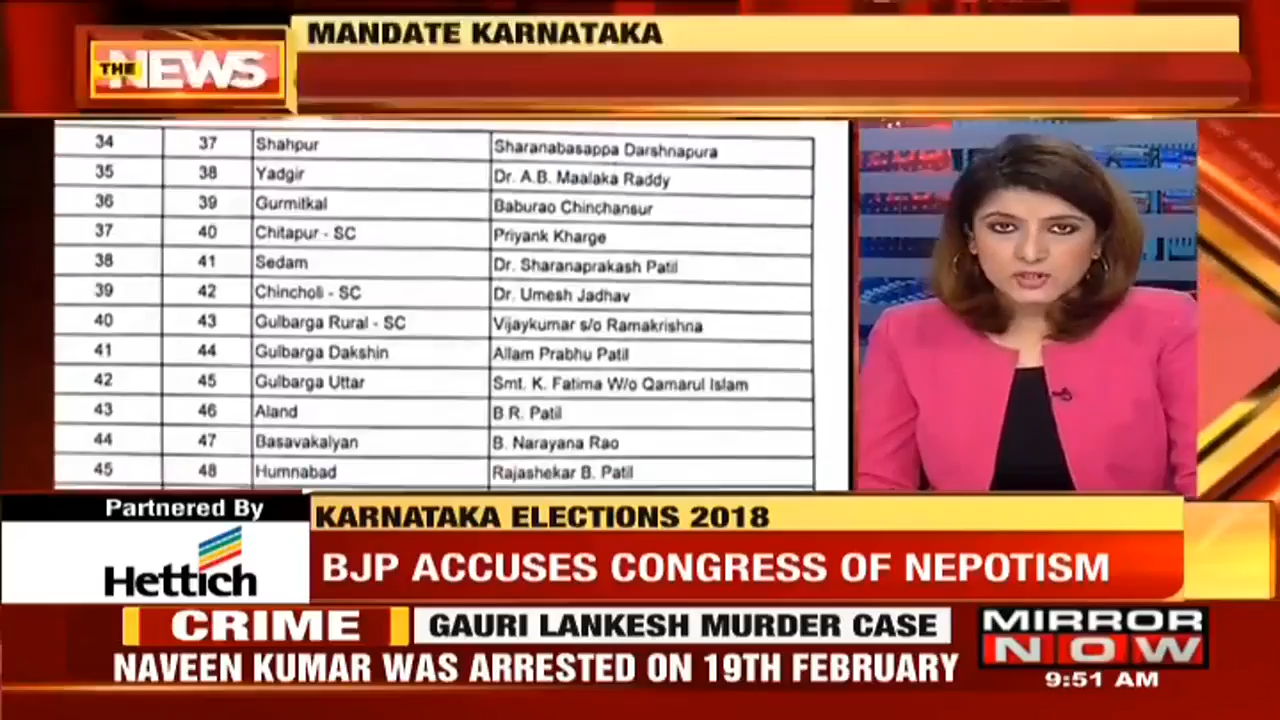 MANDATE KARNATAKA
THE NEWS
34 37 Shahpur Sharanabasappa Darshnapura
35 38 Yadgir Dr. A.B. Maalaka Raddy
36 39 Gurmitkal Baburao Chinchansur
37 40 Chitapur - SC Priyank Kharge
38 41 Sedam Dr. Sharanaprakash Patil
39 42 Chincholi - SC Dr. Umesh Jadhav
40 43 Gulbarga Rural - SC Vijaykumar s/o Ramakrishna
41 44 Gulbarga Dakshin Allam Prabhu Patil
42 45 Gulbarga Uttar Smt. K. Fatima W/o Qamarul Islam
43 46 Aland B R. Patil
44 47 Basavakalyan B. Narayana Rao
45 48 Humnabad Rajashekar B. Patil
Partnered By
Hettich
KARNATAKA ELECTIONS 2018
BJP ACCUSES CONGRESS OF NEPOTISM
CRIME GAURI LANKESH MURDER CASE
NAVEEN KUMAR WAS ARRESTED ON 19TH FEBRUARY
MIRROR
NOW
9:51 AM